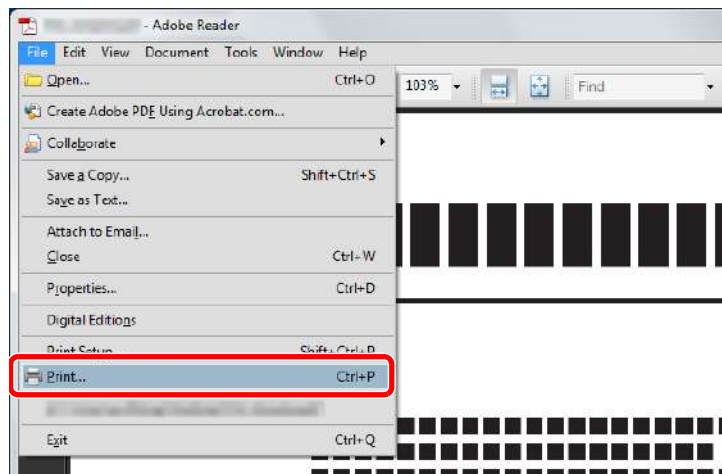 - Adobe Reader
File Edit View Document Tools Window Help
Open... Ctrl+O
103%
Find
Create Adobe PDF Using Acrobat.com...
Collaborate
Save a Copy... Shift+Ctrl+S
Save as Text...
Attach to Email...
Close Ctrl+W
Properties... Ctrl+D
Digital Editions
Print Setup... Shift+Ctrl+P
Print... Ctrl+P
Exit Ctrl+Q